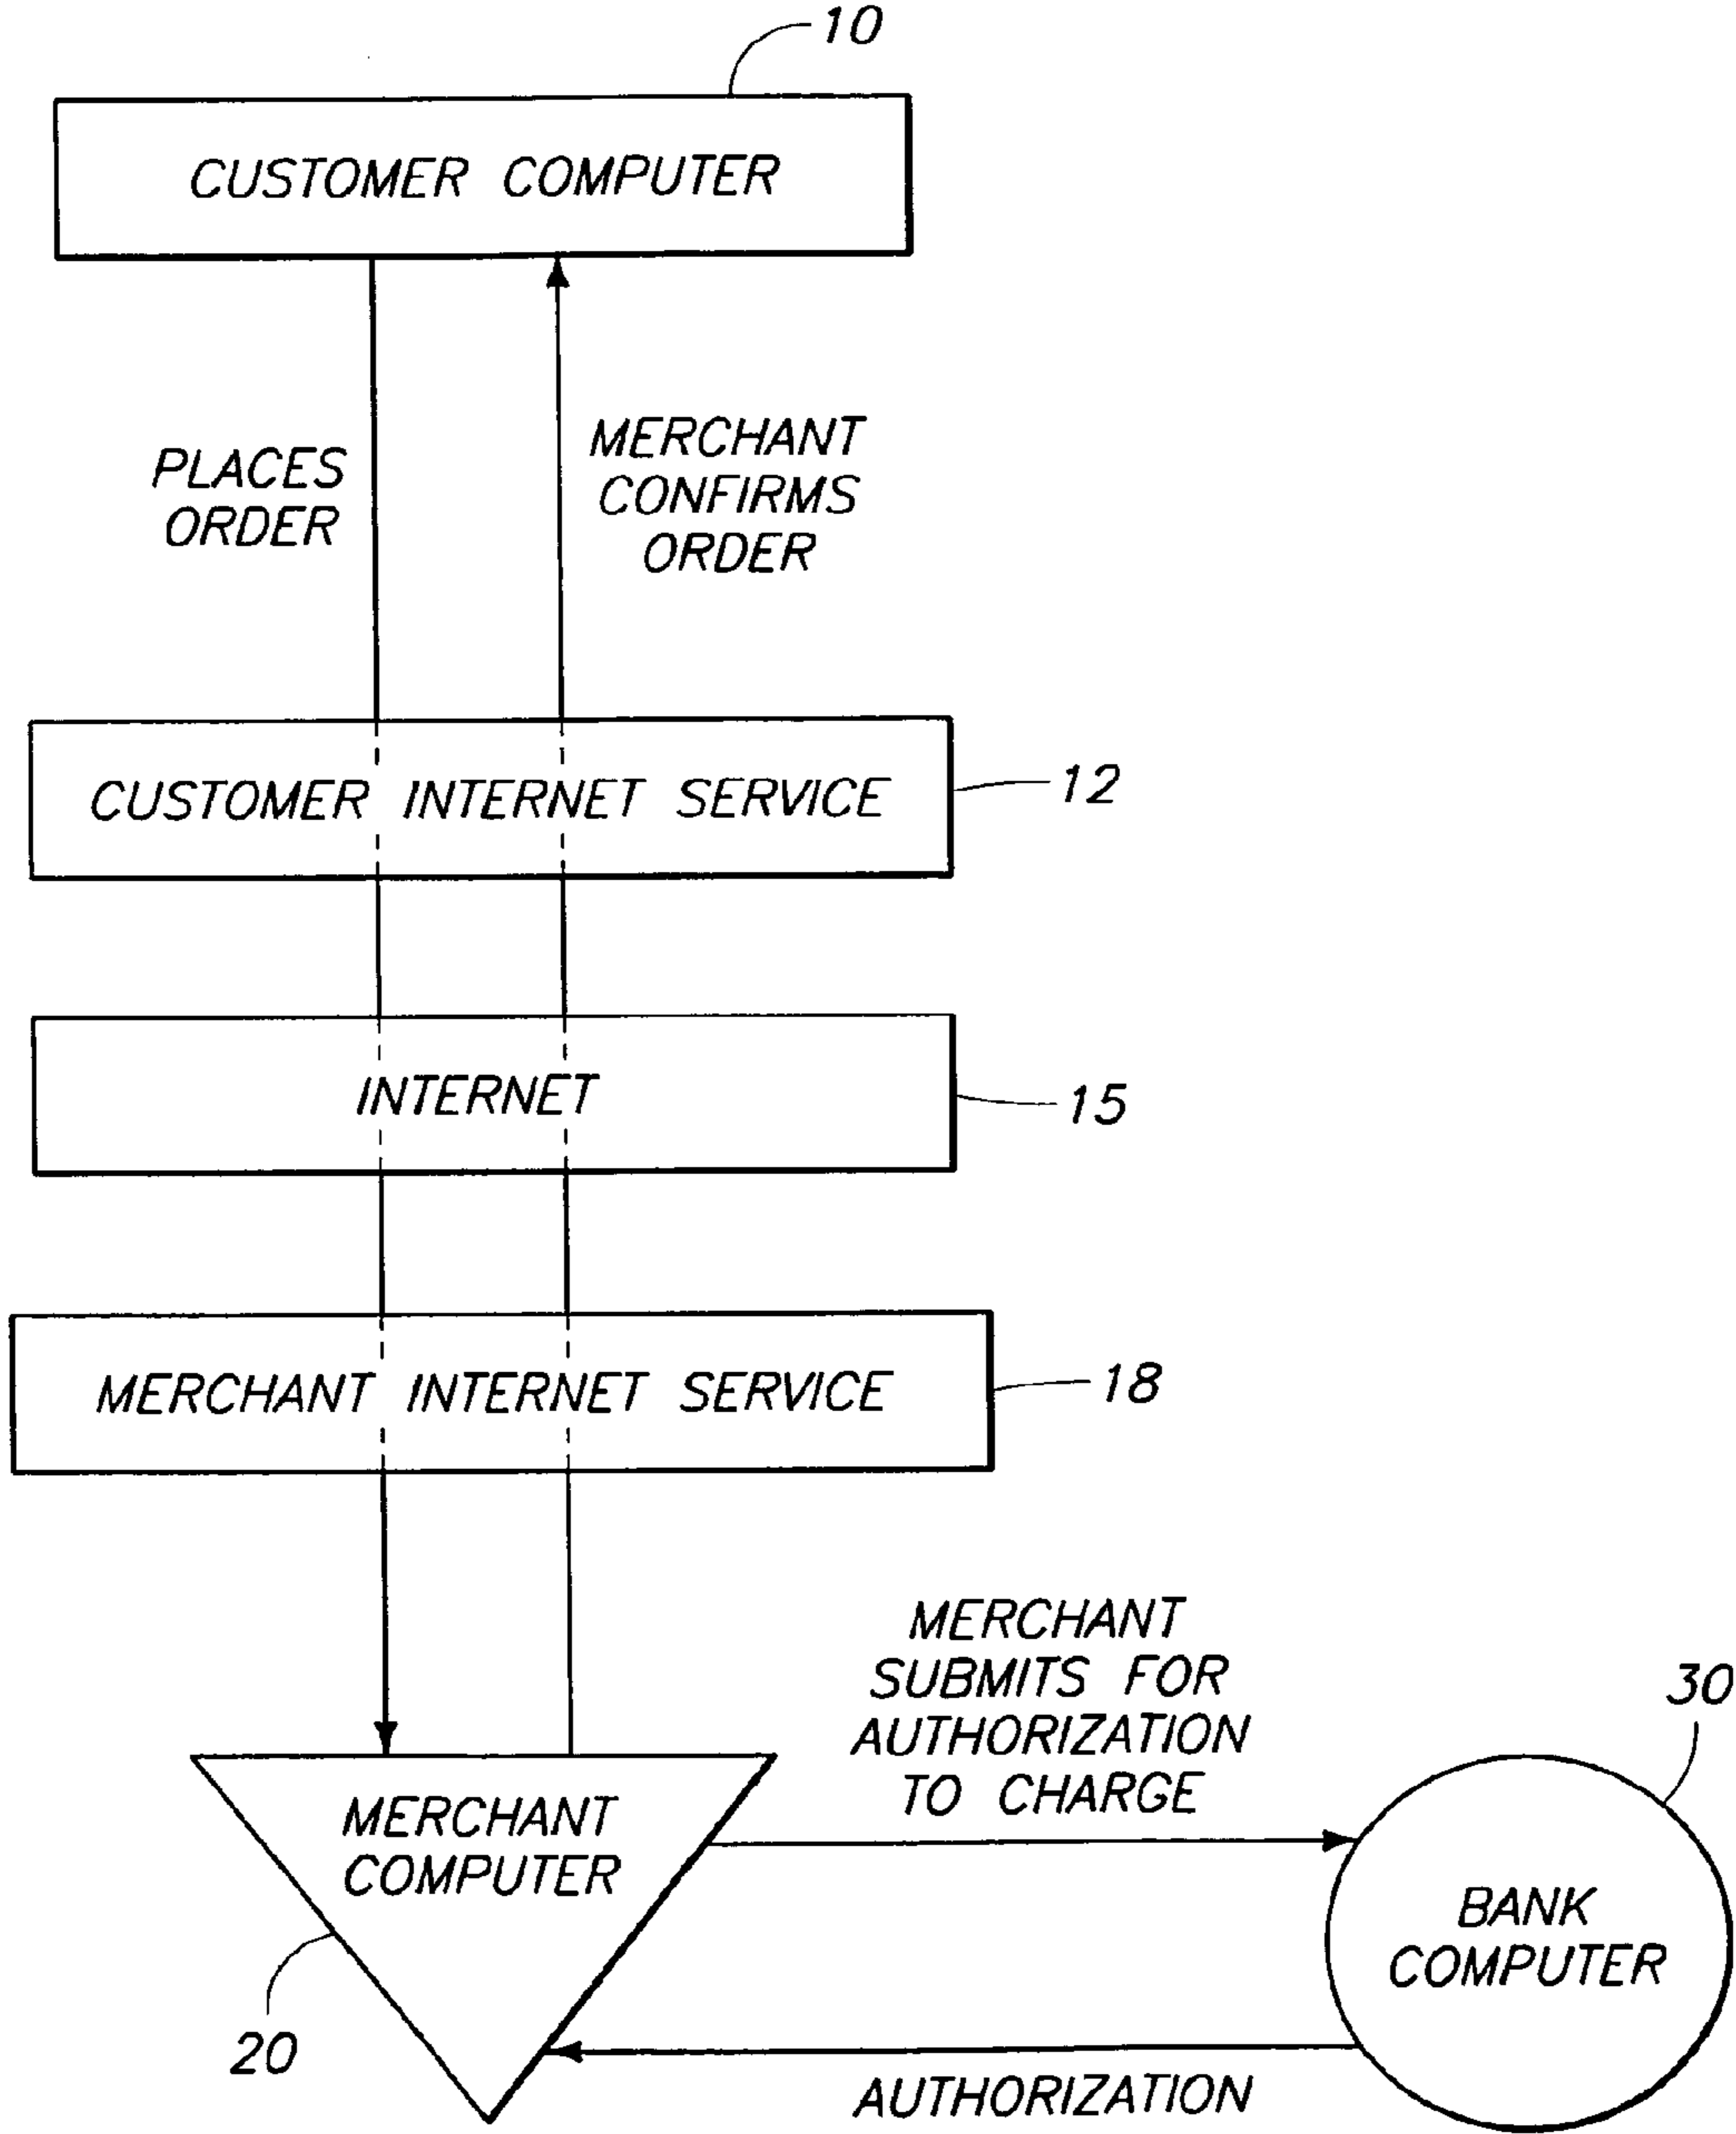 10
CUSTOMER COMPUTER
PLACES
ORDER
MERCHANT
CONFIRMS
ORDER
CUSTOMER INTERNET SERVICE
12
INTERNET
15
MERCHANT INTERNET SERVICE
18
MERCHANT
SUBMITS FOR
AUTHORIZATION
TO CHARGE
30
MERCHANT
COMPUTER
BANK
COMPUTER
20
AUTHORIZATION